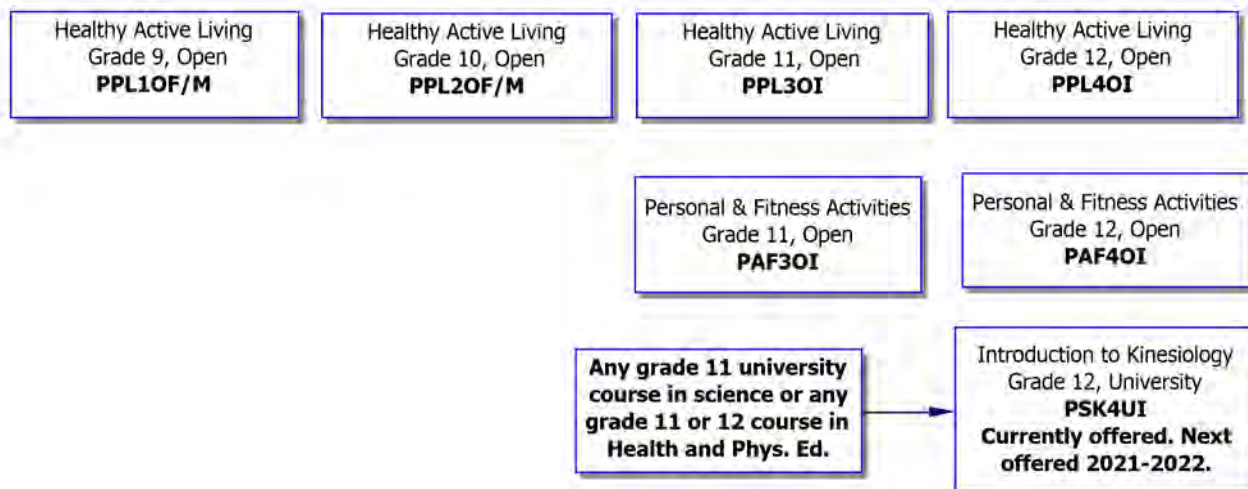 Healthy Active Living
Grade 9, Open
PPL1OF/M
Healthy Active Living
Grade 10, Open
PPL2OF/M
Healthy Active Living
Grade 11, Open
PPL3OI
Healthy Active Living
Grade 12, Open
PPL4OI
Personal & Fitness Activities
Grade 11, Open
PAF3OI
Personal & Fitness Activities
Grade 12, Open
PAF4OI
Any grade 11 university
course in science or any
grade 11 or 12 course in
Health and Phys. Ed.
Introduction to Kinesiology
Grade 12, University
PSK4UI
Currently offered. Next
offered 2021-2022.